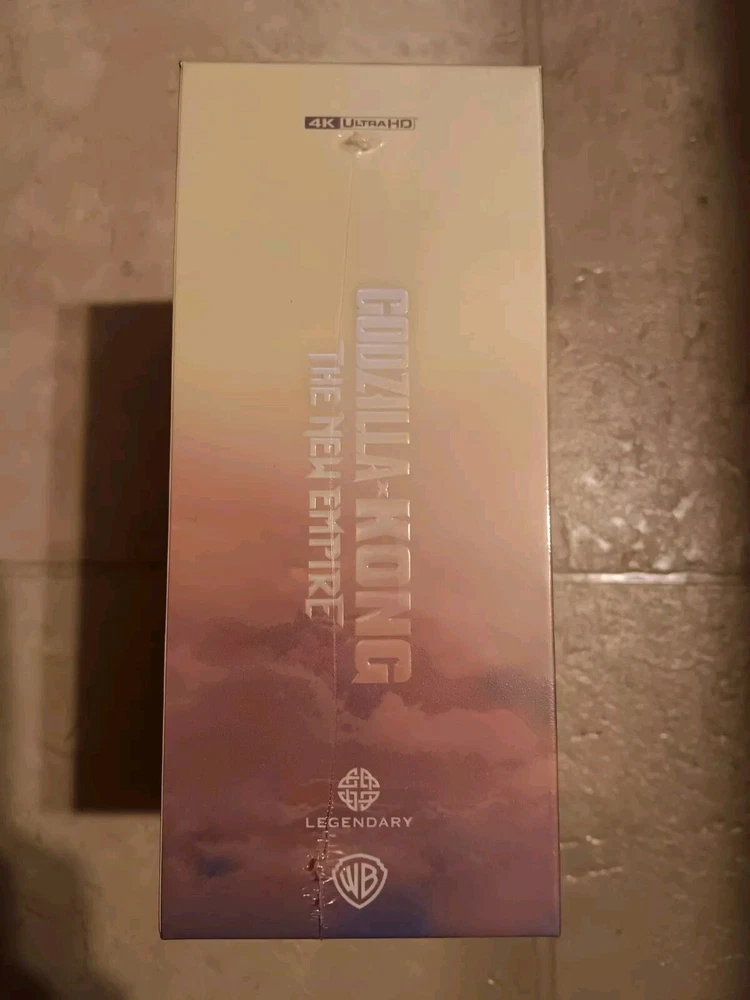 4K ULTRA HD
GODZILLA x KONG
THE NEW EMPIRE
LEGENDARY
WB